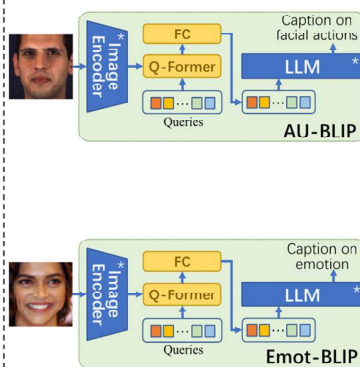 Caption on
facial actions
FC
Image
Encoder
*
Q-Former
LLM
*
Queries
AU-BLIP
Caption on
emotion
FC
Image
Encoder
*
Q-Former
LLM
*
Queries
Emot-BLIP